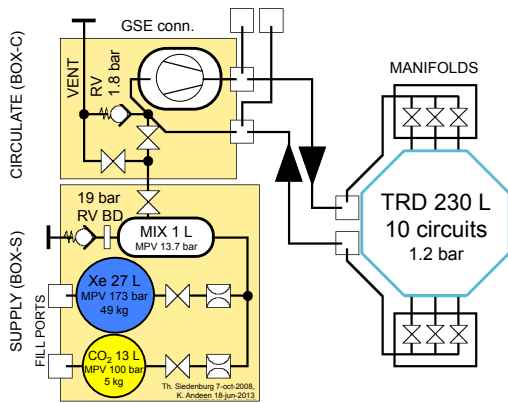 GSE conn.
CIRCULATE (BOX-C)
VENT
RV
1.8 bar
MANIFOLDS
TRD 230 L
10 circuits
1.2 bar
19 bar
RV BD
MIX 1 L
MPV 13.7 bar
SUPPLY (BOX-S)
FILL PORTS
Xe 27 L
MPV 173 bar
49 kg
CO₂ 13 L
MPV 100 bar
5 kg
Th. Siedenburg 7-oct-2008,
K. Andeen 18-jun-2013